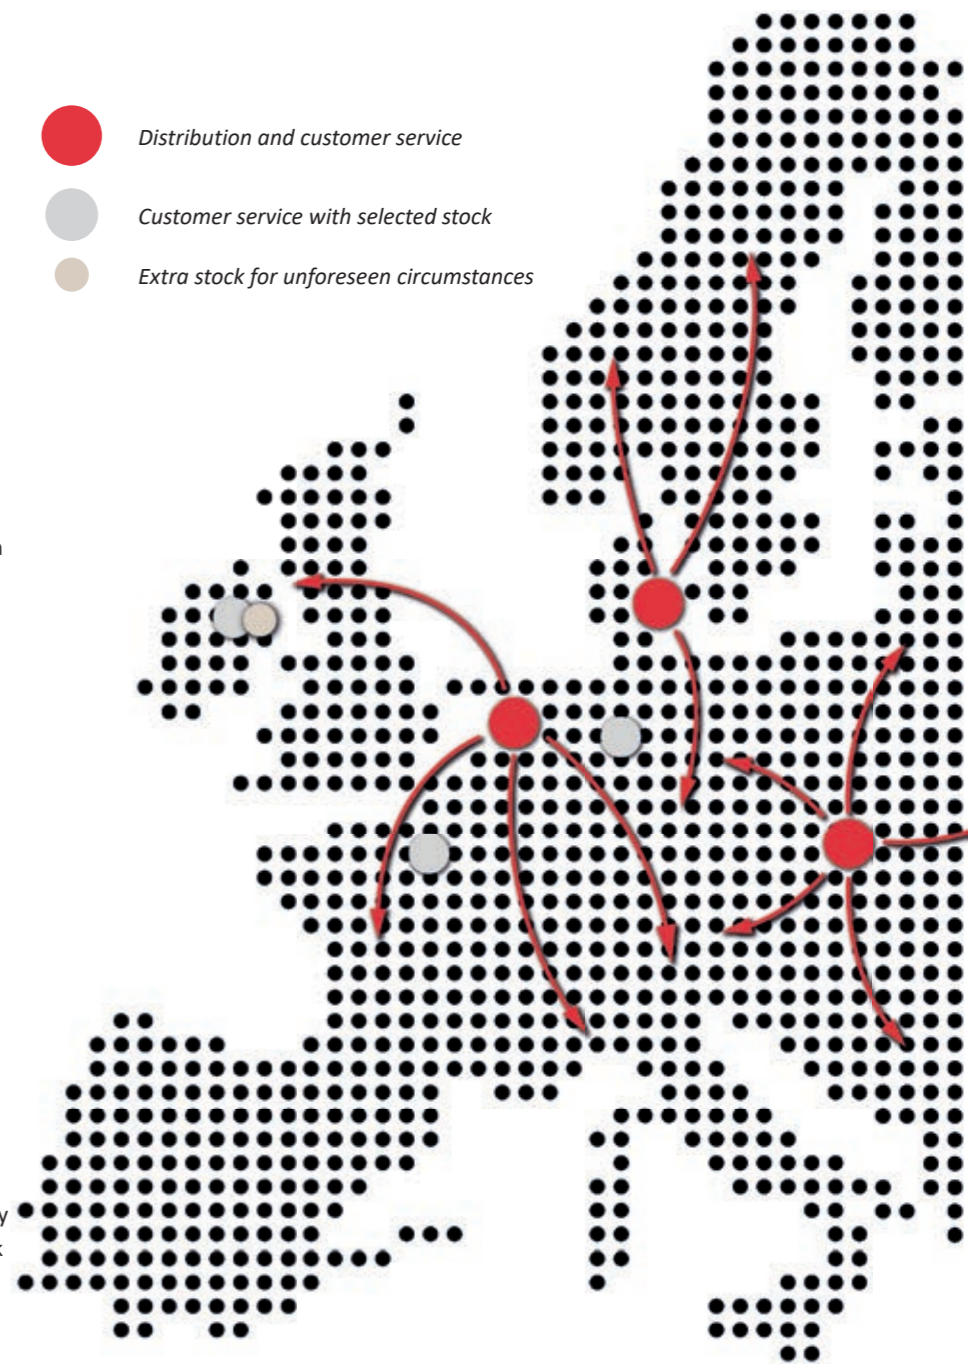 Distribution and customer service
Customer service with selected stock
Extra stock for unforeseen circumstances